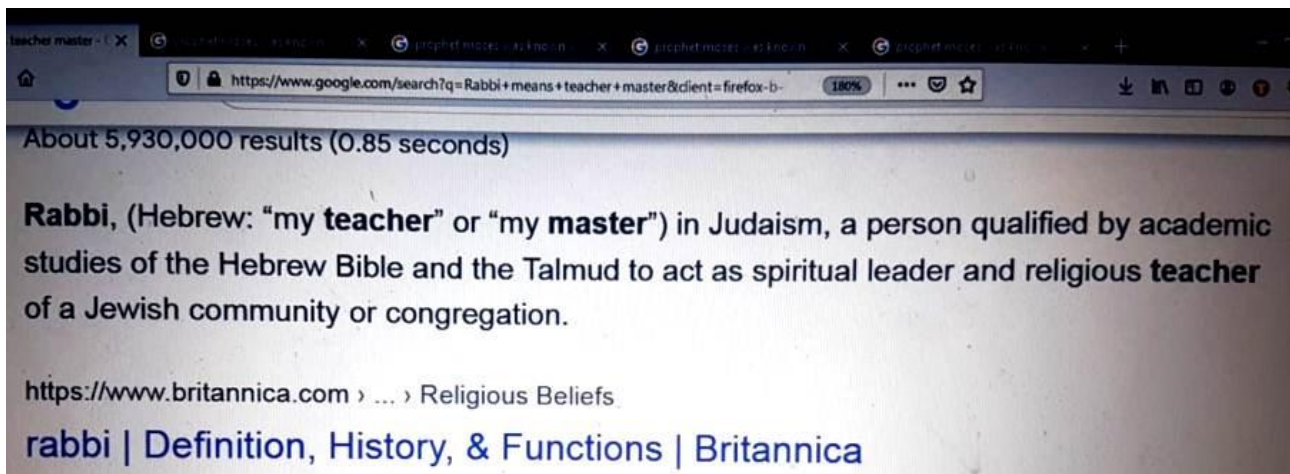 teacher master -
prophet moses
prophet moses
prophet moses
https://www.google.com/search?q=Rabbi+means+teacher+master&client=firefox-b-
180%
About 5,930,000 results (0.85 seconds)
Rabbi, (Hebrew: “my teacher” or “my master”) in Judaism, a person qualified by academic
studies of the Hebrew Bible and the Talmud to act as spiritual leader and religious teacher
of a Jewish community or congregation.
https://www.britannica.com › ... › Religious Beliefs
rabbi | Definition, History, & Functions | Britannica